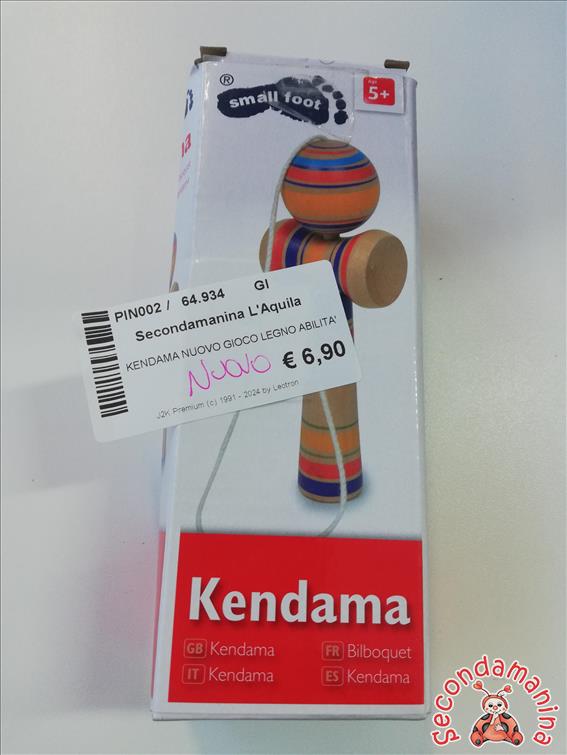 ®
small foot
Age
5+
PIN002 / 64.934 GI
Secondamanina L'Aquila
KENDAMA NUOVO GIOCO LEGNO ABILITA'
NUOVO € 6,90
J2K Premium (c) 1991 - 2024 by Leotron
Kendama
GB Kendama
FR Bilboquet
IT Kendama
ES Kendama
Secondamanina